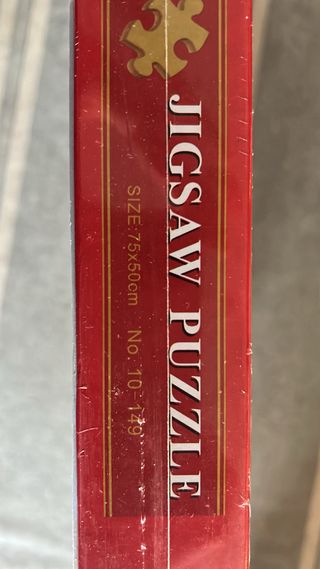 JIGSAW PUZZLE
SIZE:75x50cm No. 10-149